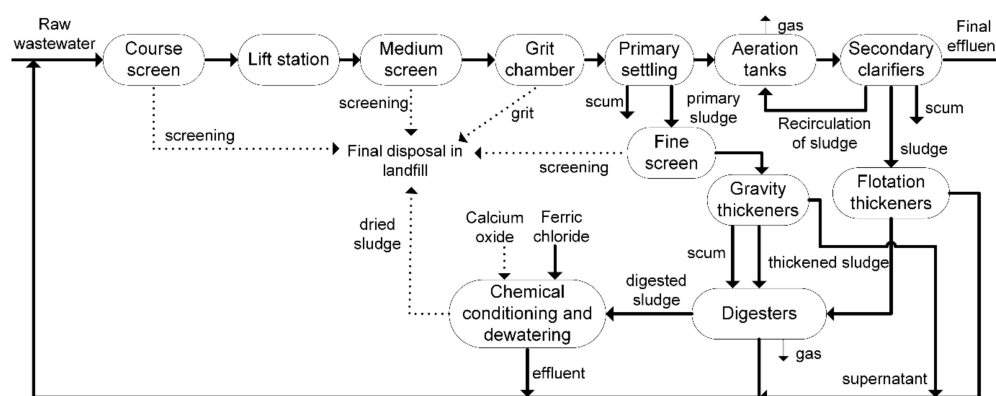 Raw
wastewater
Course
screen
Lift station
Medium
screen
Grit
chamber
Primary
settling
gas
Aeration
tanks
Secondary
clarifiers
Final
effluen
screening
screening
grit
scum
primary
sludge
Recirculation
of sludge
scum
sludge
Final disposal in
landfill
screening
Fine
screen
Gravity
thickeners
Flotation
thickeners
dried
sludge
Calcium
oxide
Ferric
chloride
scum
thickened sludge
digested
sludge
Chemical
conditioning and
dewatering
Digesters
gas
effluent
supernatant